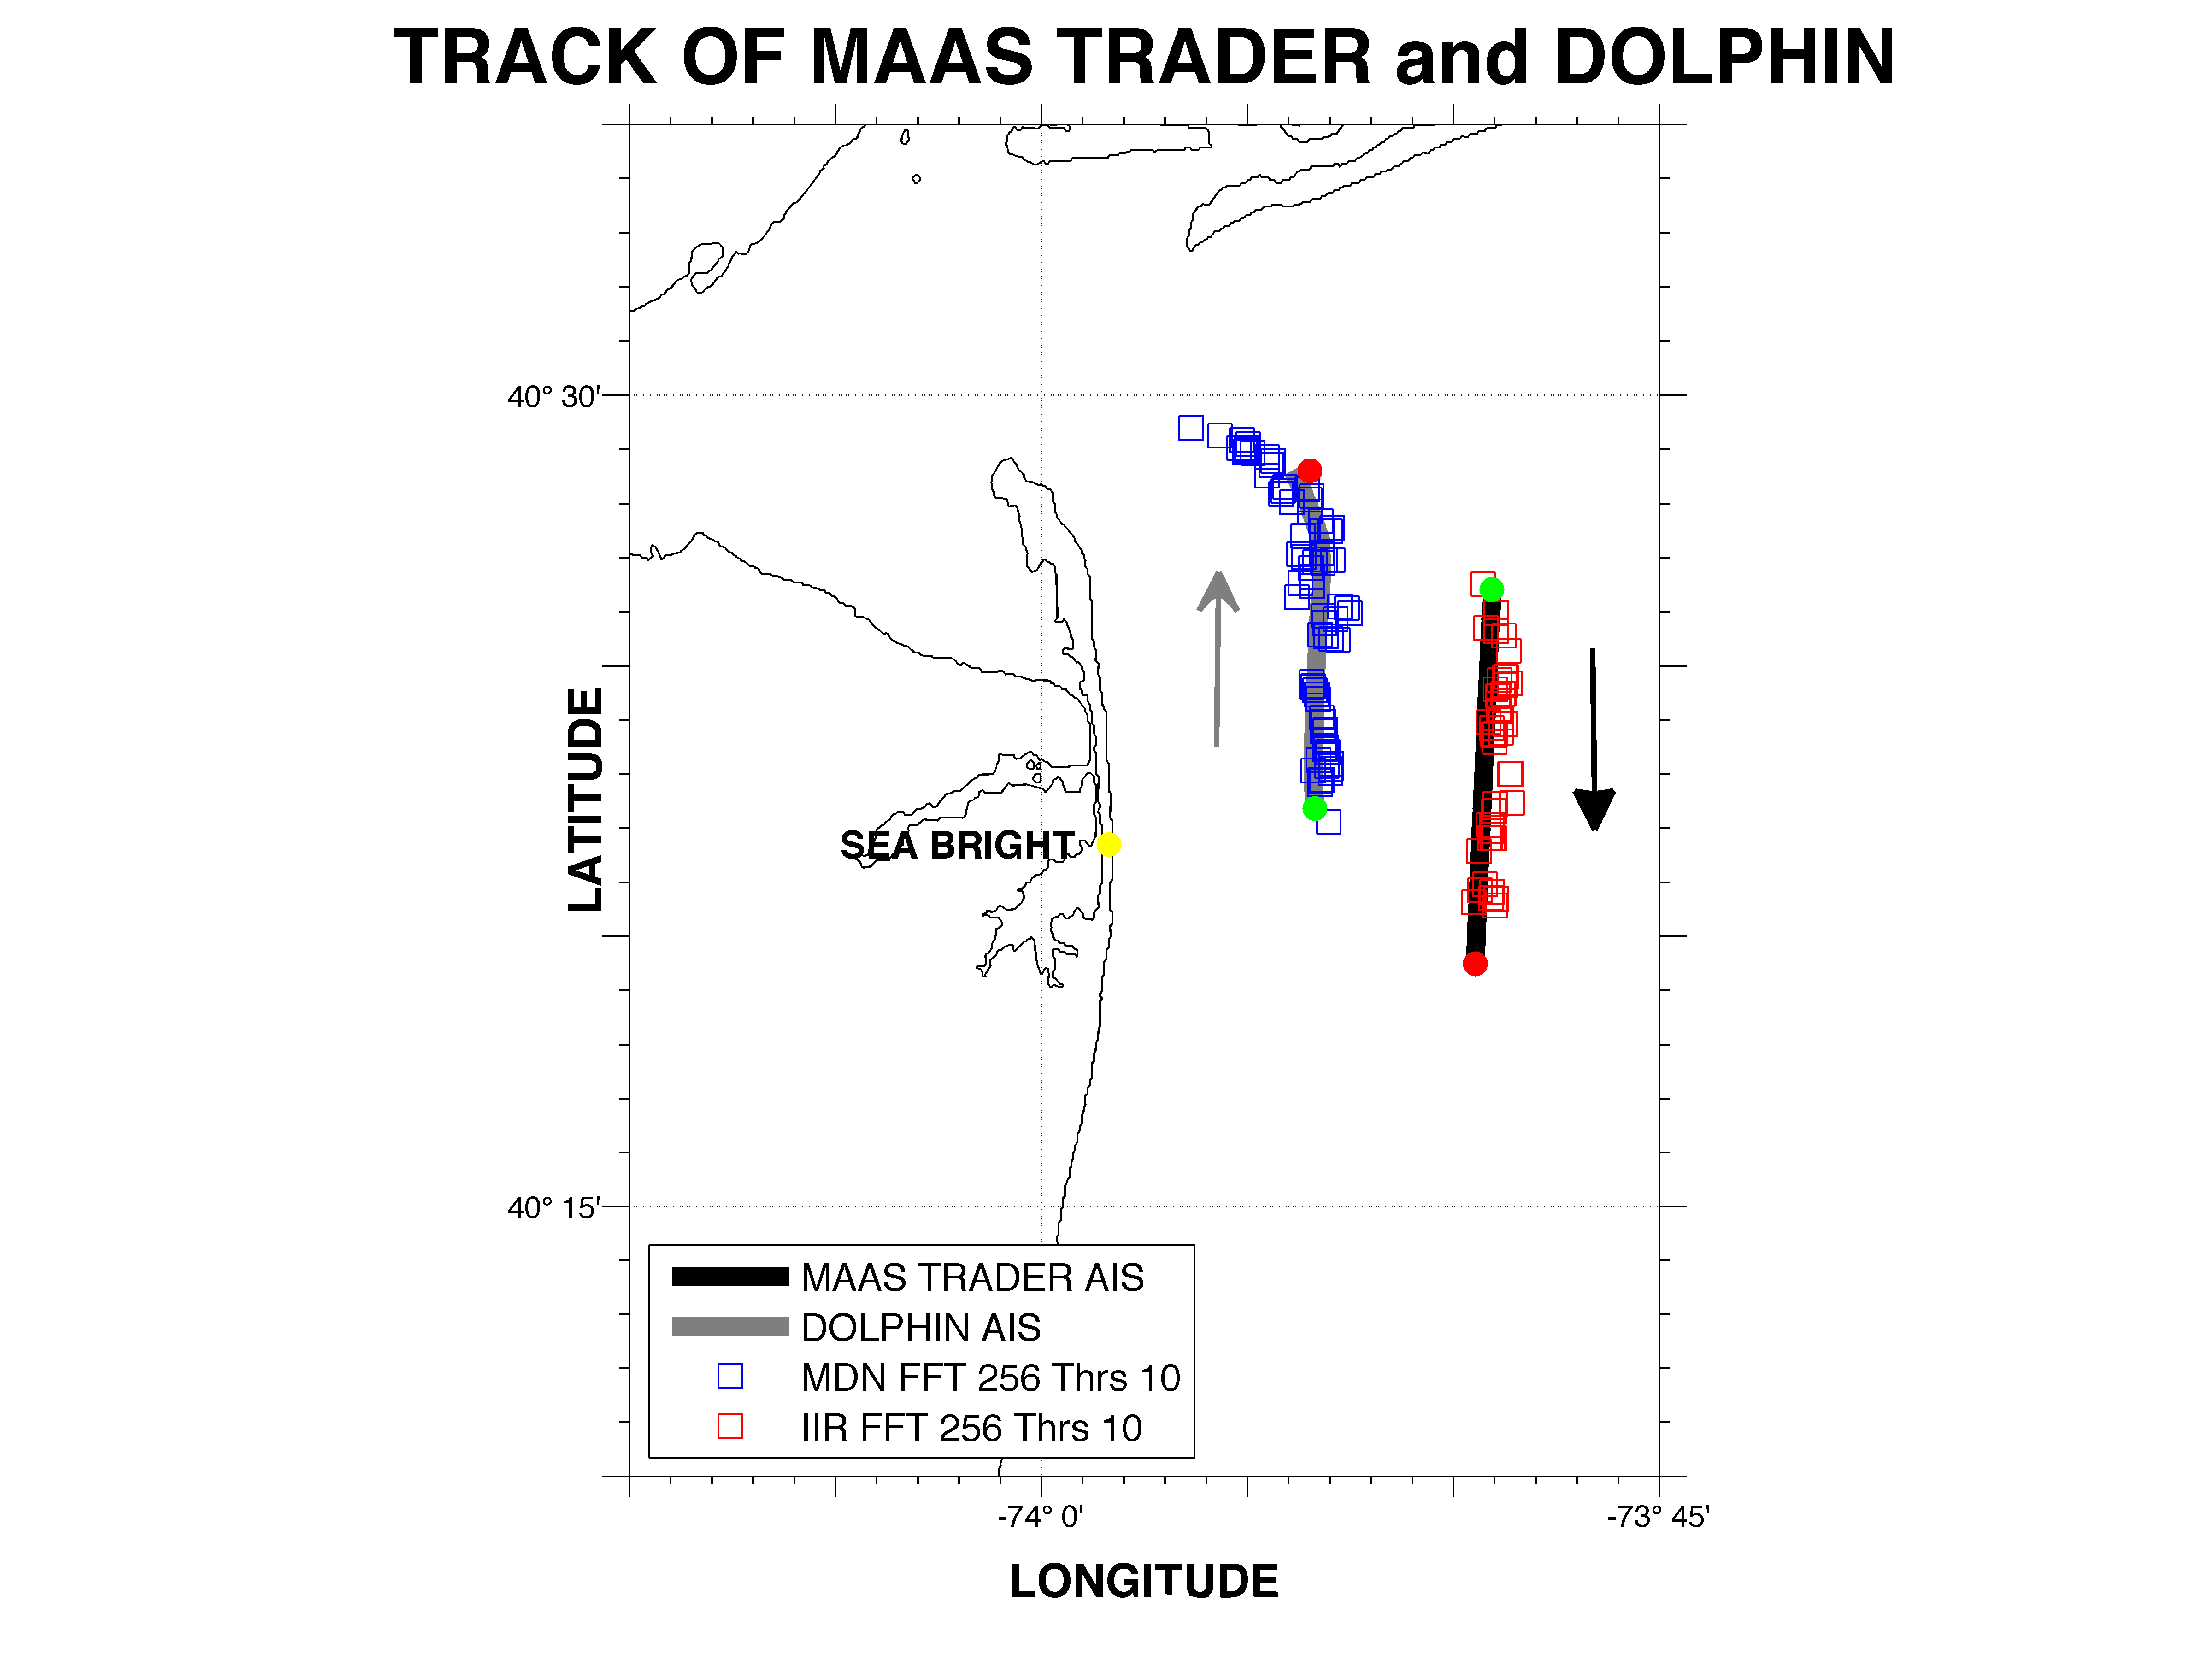 TRACK OF MAAS TRADER and DOLPHIN
40° 30'
LATITUDE
SEA BRIGHT
40° 15'
MAAS TRADER AIS
DOLPHIN AIS
MDN FFT 256 Thrs 10
IIR FFT 256 Thrs 10
-74° 0'
-73° 45'
LONGITUDE